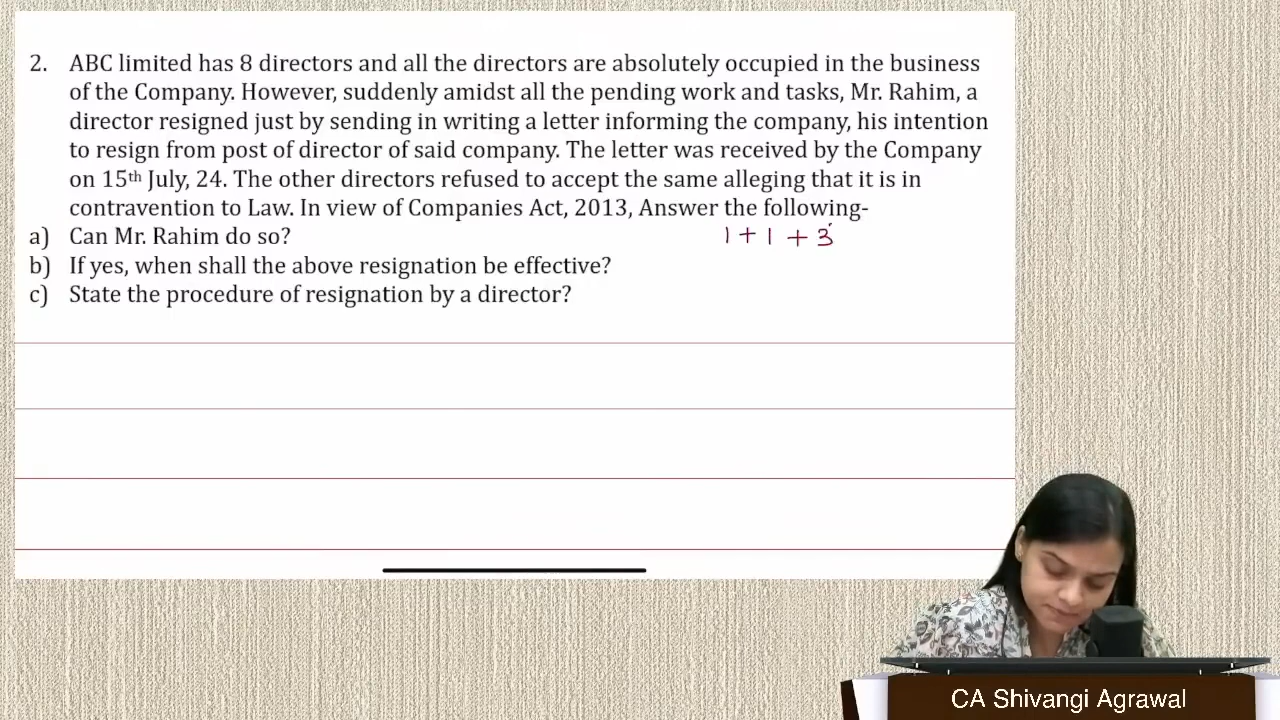 2. ABC limited has 8 directors and all the directors are absolutely occupied in the business
of the Company. However, suddenly amidst all the pending work and tasks, Mr. Rahim, a
director resigned just by sending in writing a letter informing the company, his intention
to resign from post of director of said company. The letter was received by the Company
on 15th July, 24. The other directors refused to accept the same alleging that it is in
contravention to Law. In view of Companies Act, 2013, Answer the following-
a) Can Mr. Rahim do so? 1 + 1 + 3
b) If yes, when shall the above resignation be effective?
c) State the procedure of resignation by a director?
CA Shivangi Agrawal